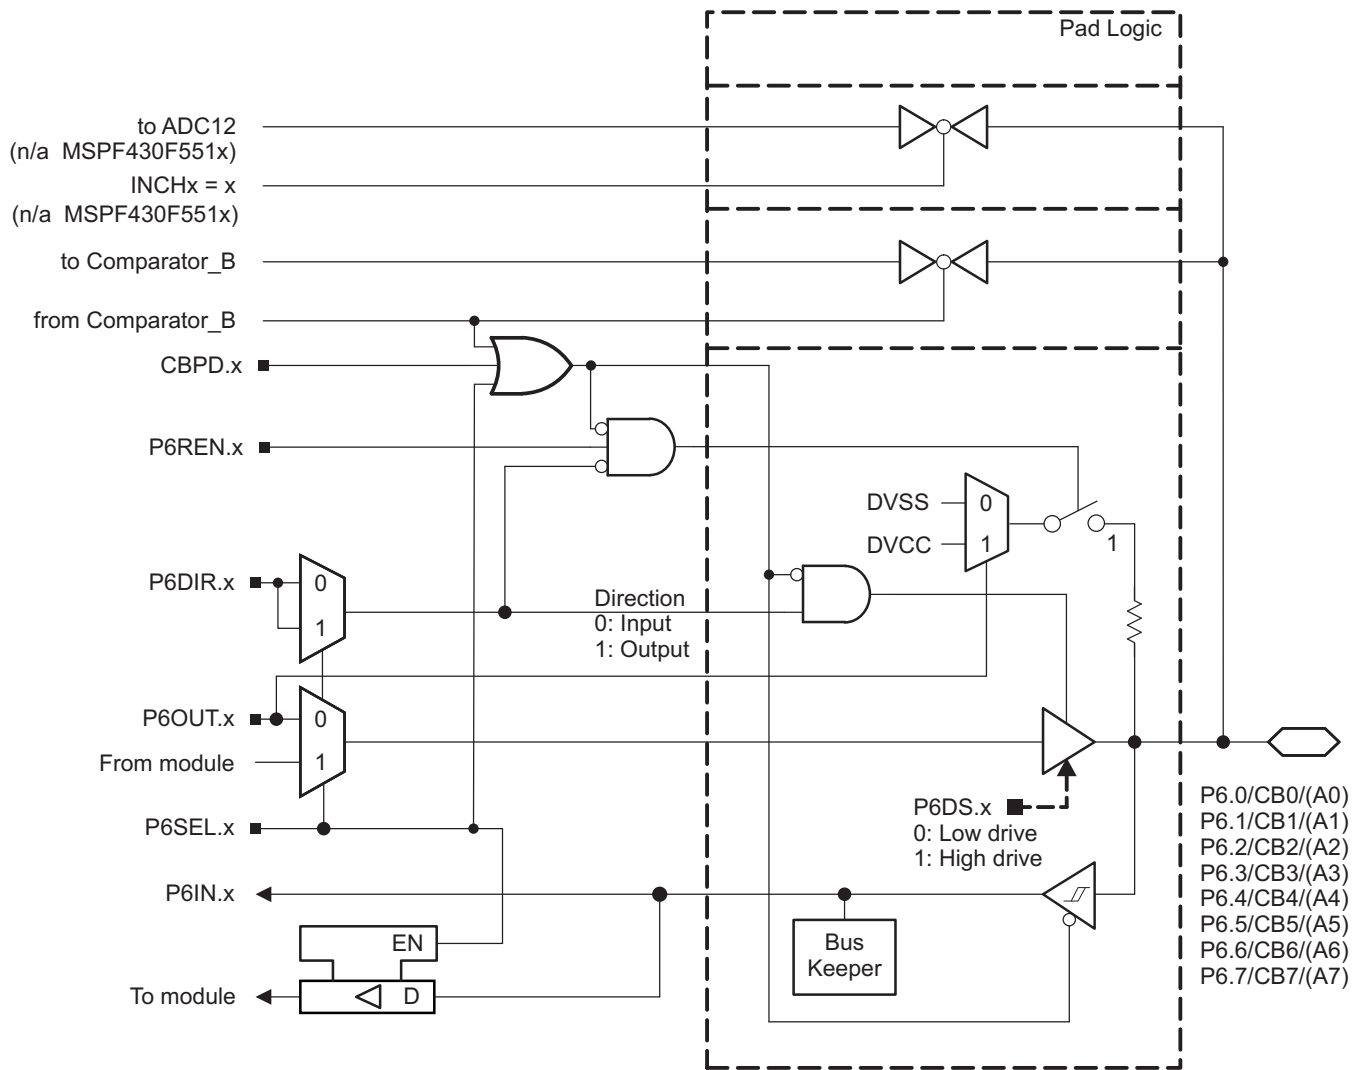 Pad Logic
to ADC12
(n/a MSPF430F551x)
INCHx = x
(n/a MSPF430F551x)
to Comparator_B
from Comparator_B
CBPD.x
P6REN.x
DVSS
0
DVCC
1
1
P6DIR.x
0
1
Direction
0: Input
1: Output
P6OUT.x
0
From module
1
P6SEL.x
P6DS.x
0: Low drive
1: High drive
P6.0/CB0/(A0)
P6.1/CB1/(A1)
P6.2/CB2/(A2)
P6.3/CB3/(A3)
P6.4/CB4/(A4)
P6.5/CB5/(A5)
P6.6/CB6/(A6)
P6.7/CB7/(A7)
P6IN.x
Bus
Keeper
EN
To module
D